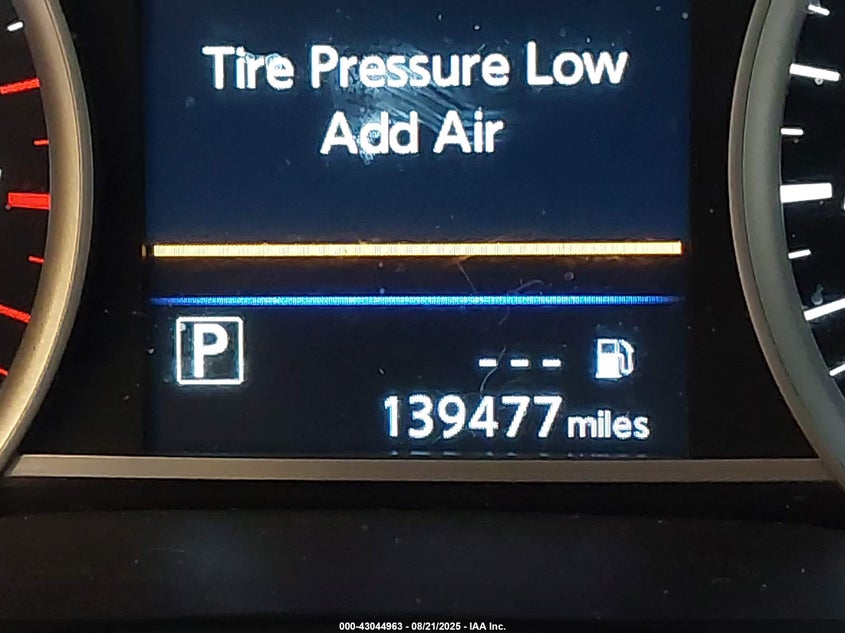 Tire Pressure Low
Add Air
P
---
139477 miles
000-43044963 - 08/21/2025 - IAA Inc.